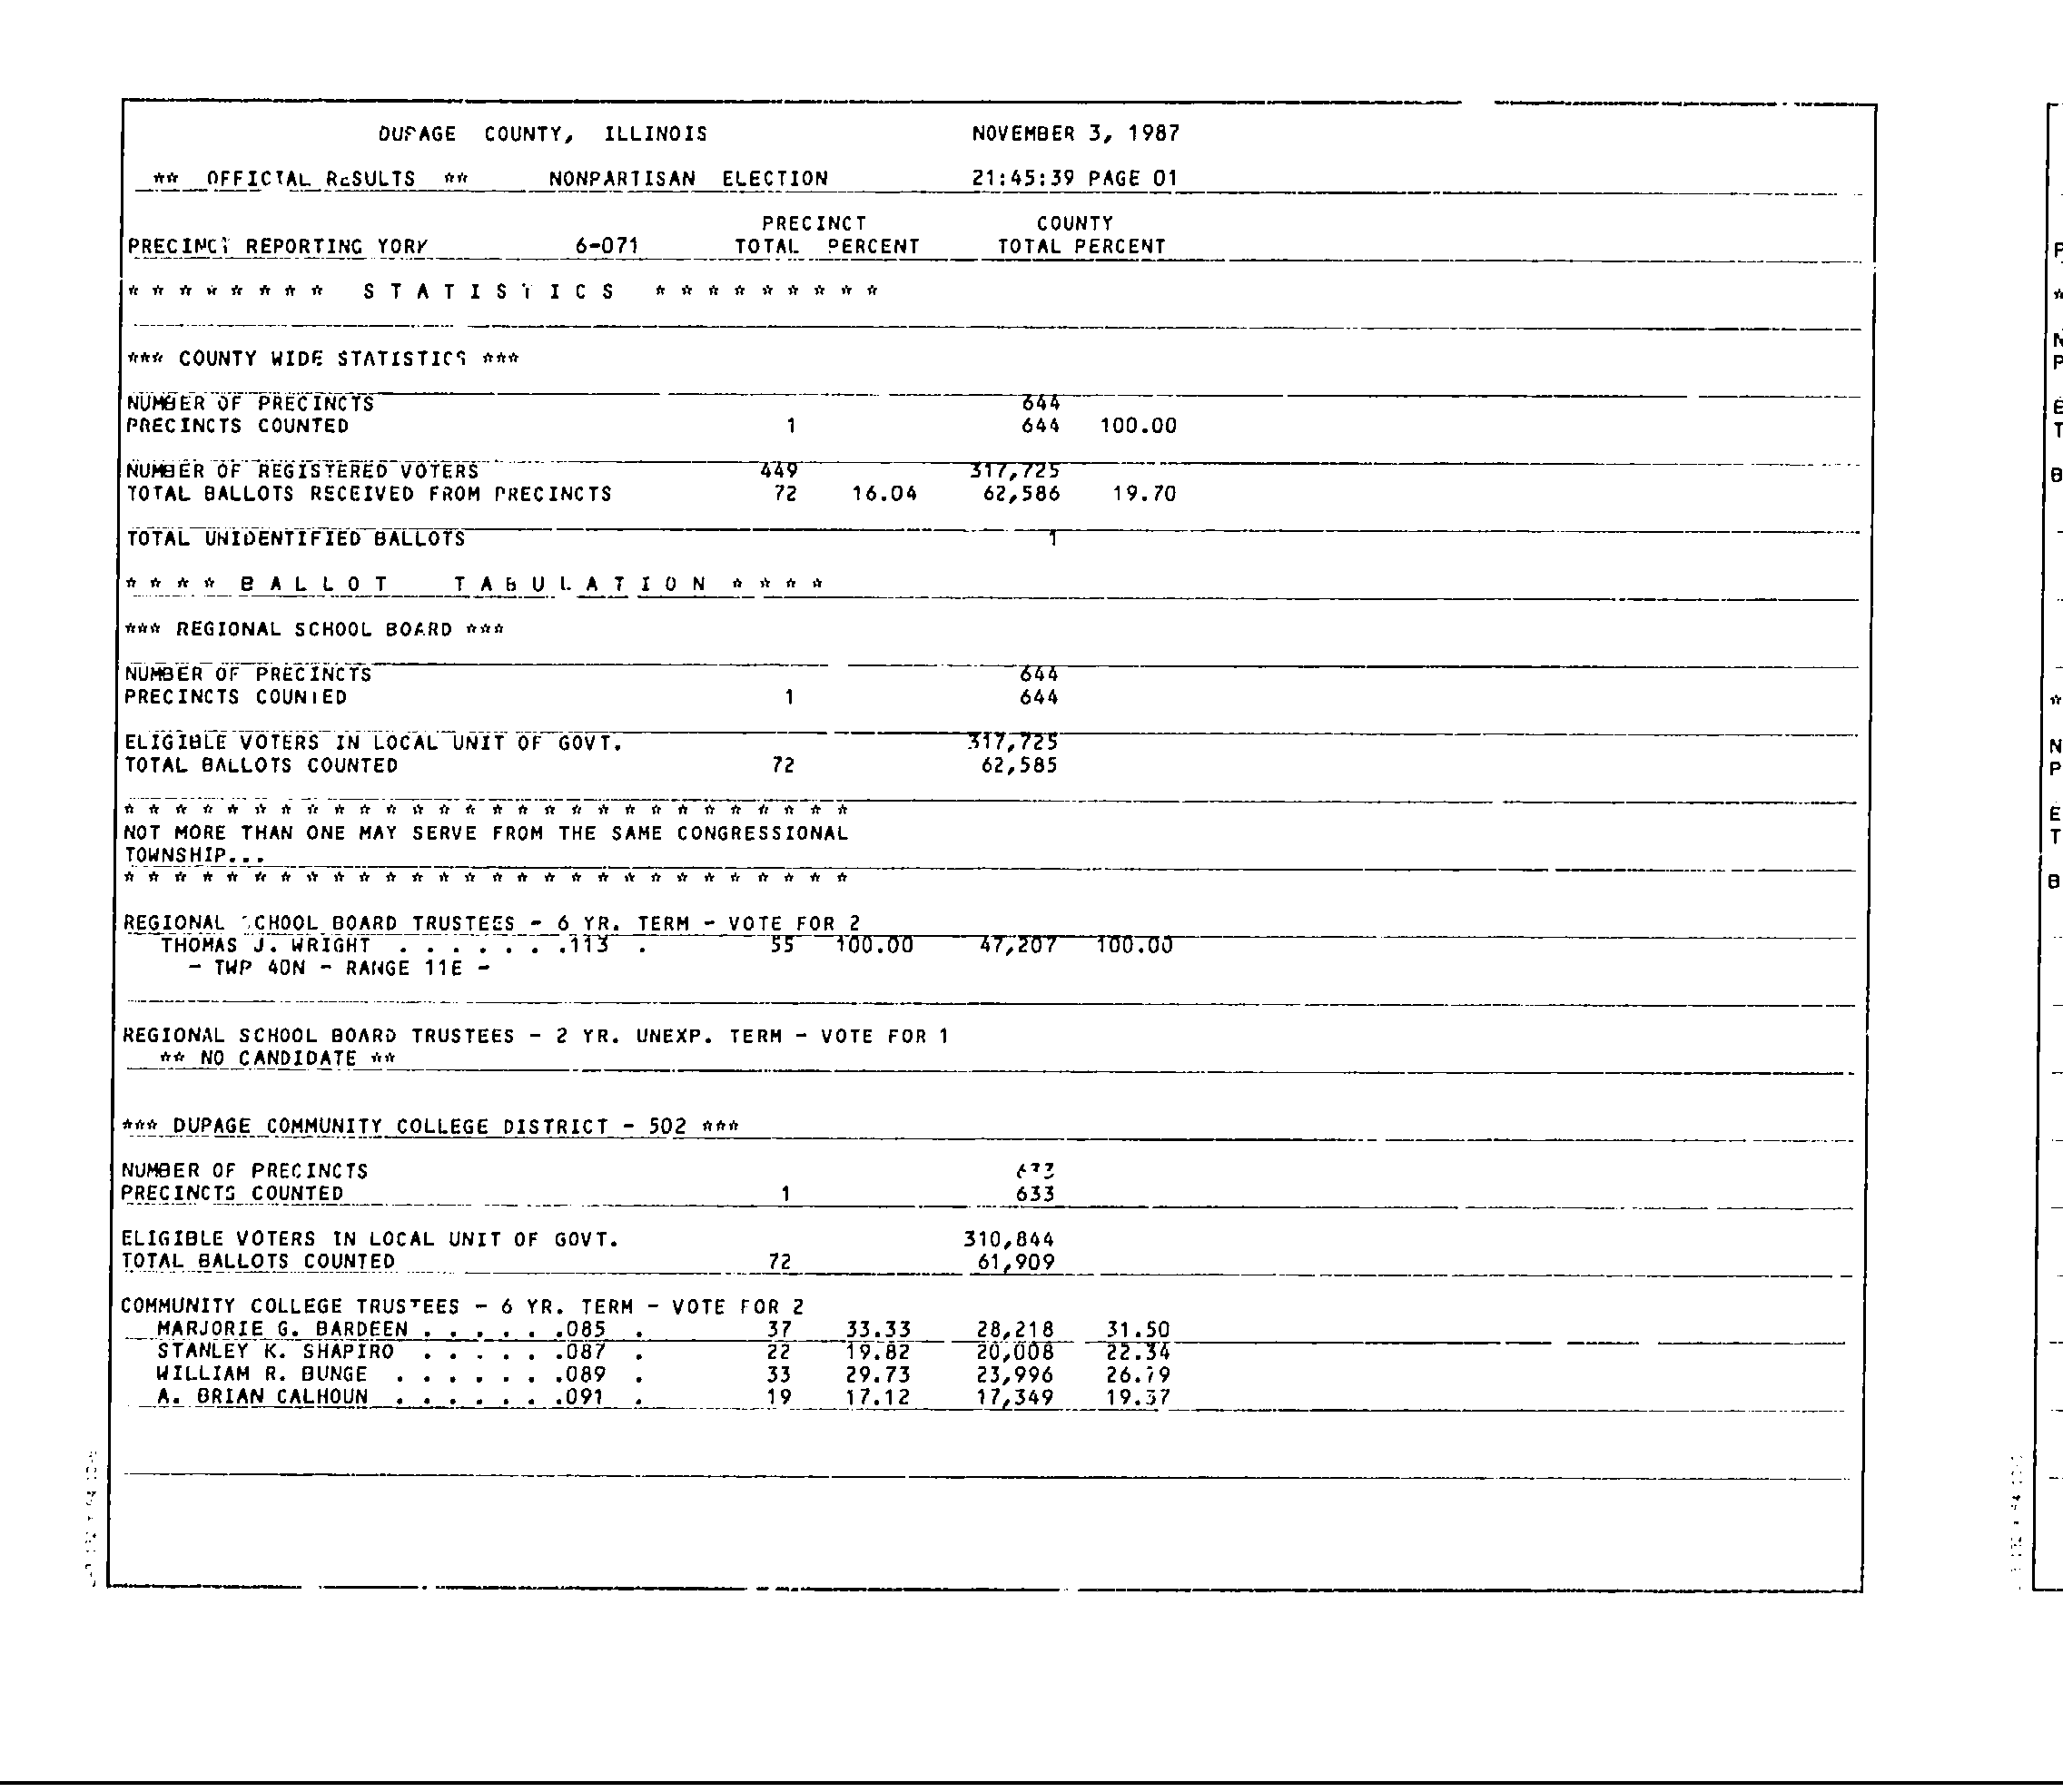 DUPAGE COUNTY, ILLINOIS NOVEMBER 3, 1987
** OFFICIAL RESULTS ** NONPARTISAN ELECTION 21:45:39 PAGE 01
PRECINCT COUNTY
PRECINCT REPORTING YORK 6-071 TOTAL PERCENT TOTAL PERCENT
* * * * * * * * S T A T I S T I C S * * * * * * * * *
*** COUNTY WIDE STATISTICS ***
NUMBER OF PRECINCTS 644
PRECINCTS COUNTED 1 644 100.00
NUMBER OF REGISTERED VOTERS 449 317,725
TOTAL BALLOTS RECEIVED FROM PRECINCTS 72 16.04 62,586 19.70
TOTAL UNIDENTIFIED BALLOTS 1
* * * * B A L L O T T A B U L A T I O N * * * *
*** REGIONAL SCHOOL BOARD ***
NUMBER OF PRECINCTS 644
PRECINCTS COUNTED 1 644
ELIGIBLE VOTERS IN LOCAL UNIT OF GOVT. 317,725
TOTAL BALLOTS COUNTED 72 62,585
* * * * * * * * * * * * * * * * * * * * * * * * * * * *
NOT MORE THAN ONE MAY SERVE FROM THE SAME CONGRESSIONAL
TOWNSHIP...
* * * * * * * * * * * * * * * * * * * * * * * * * * * *
REGIONAL SCHOOL BOARD TRUSTEES - 6 YR. TERM - VOTE FOR 2
THOMAS J. WRIGHT . . . . . . .113 . 55 100.00 47,207 100.00
- TWP 40N - RANGE 11E -
REGIONAL SCHOOL BOARD TRUSTEES - 2 YR. UNEXP. TERM - VOTE FOR 1
** NO CANDIDATE **
*** DUPAGE COMMUNITY COLLEGE DISTRICT - 502 ***
NUMBER OF PRECINCTS 633
PRECINCTS COUNTED 1 633
ELIGIBLE VOTERS IN LOCAL UNIT OF GOVT. 310,844
TOTAL BALLOTS COUNTED 72 61,909
COMMUNITY COLLEGE TRUSTEES - 6 YR. TERM - VOTE FOR 2
MARJORIE G. BARDEEN . . . . . .085 . 37 33.33 28,218 31.50
STANLEY K. SHAPIRO . . . . . .087 . 22 19.82 20,008 22.34
WILLIAM R. BUNGE . . . . . . .089 . 33 29.73 23,996 26.79
A. BRIAN CALHOUN . . . . . . .091 . 19 17.12 17,349 19.37